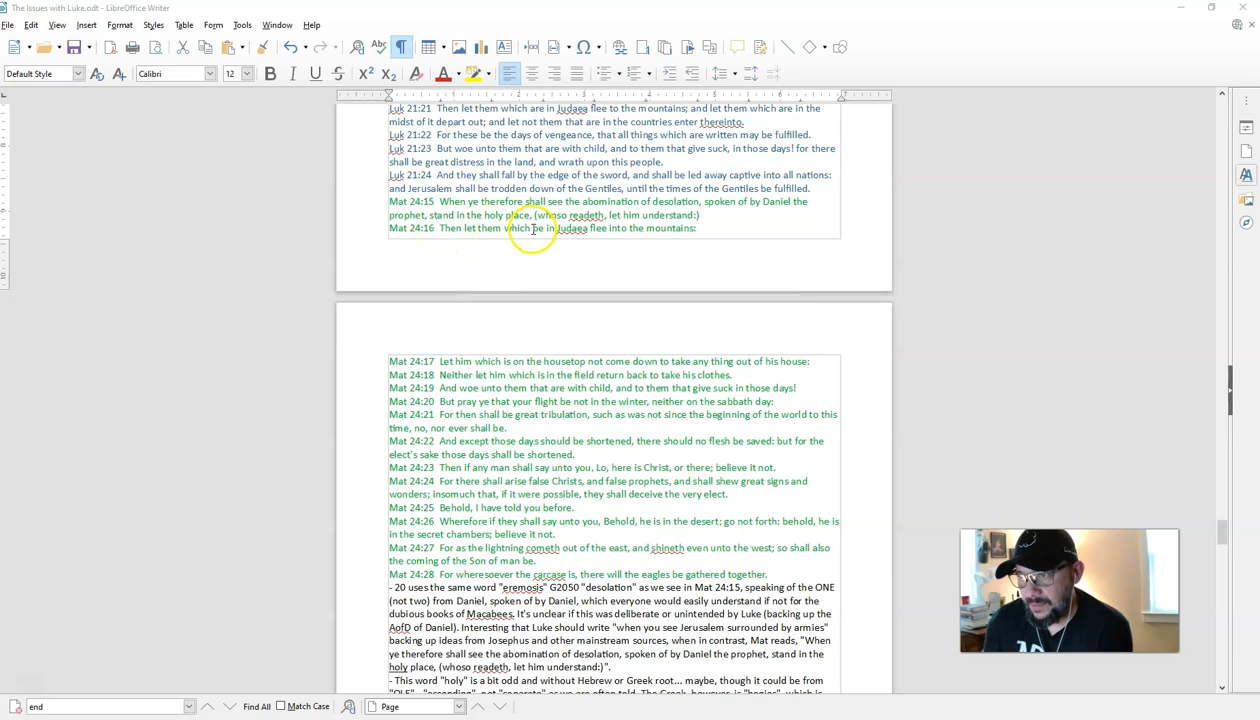 The Issues with Luke.odt - LibreOffice Writer
File Edit View Insert Format Styles Table Form Tools Window Help
Default Style Calibri 12
Luk 21:21 Then let them which are in Judaea flee to the mountains; and let them which are in the
midst of it depart out; and let not them that are in the countries enter thereinto.
Luk 21:22 For these be the days of vengeance, that all things which are written may be fulfilled.
Luk 21:23 But woe unto them that are with child, and to them that give suck, in those days! for there
shall be great distress in the land, and wrath upon this people.
Luk 21:24 And they shall fall by the edge of the sword, and shall be led away captive into all nations:
and Jerusalem shall be trodden down of the Gentiles, until the times of the Gentiles be fulfilled.
Mat 24:15 When ye therefore shall see the abomination of desolation, spoken of by Daniel the
prophet, stand in the holy place, (whoso readeth, let him understand:)
Mat 24:16 Then let them which be in Judaea flee into the mountains:
Mat 24:17 Let him which is on the housetop not come down to take any thing out of his house:
Mat 24:18 Neither let him which is in the field return back to take his clothes.
Mat 24:19 And woe unto them that are with child, and to them that give suck in those days!
Mat 24:20 But pray ye that your flight be not in the winter, neither on the sabbath day:
Mat 24:21 For then shall be great tribulation, such as was not since the beginning of the world to this
time, no, nor ever shall be.
Mat 24:22 And except those days should be shortened, there should no flesh be saved: but for the
elect's sake those days shall be shortened.
Mat 24:23 Then if any man shall say unto you, Lo, here is Christ, or there; believe it not.
Mat 24:24 For there shall arise false Christs, and false prophets, and shall shew great signs and
wonders; insomuch that, if it were possible, they shall deceive the very elect.
Mat 24:25 Behold, I have told you before.
Mat 24:26 Wherefore if they shall say unto you, Behold, he is in the desert; go not forth: behold, he is
in the secret chambers; believe it not.
Mat 24:27 For as the lightning cometh out of the east, and shineth even unto the west; so shall also
the coming of the Son of man be.
Mat 24:28 For wheresoever the carcase is, there will the eagles be gathered together.
- 20 uses the same word "eremosis" G2050 "desolation" as we see in Mat 24:15, speaking of the ONE
(not two) from Daniel, spoken of by Daniel, which everyone would easily understand if not for the
dubious books of Macabees. It's unclear if this was deliberate or unintended by Luke (backing up the
AofD of Daniel). Interesting that Luke should write "when you see Jerusalem surrounded by armies"
backing up ideas from Josephus and other mainstream sources, when in contrast, Mat reads, "When
ye therefore shall see the abomination of desolation, spoken of by Daniel the prophet, stand in the
holy place, (whoso readeth, let him understand:)".
- This word "holy" is a bit odd and without Hebrew or Greek root... maybe, though it could be from
end Find All Match Case Page